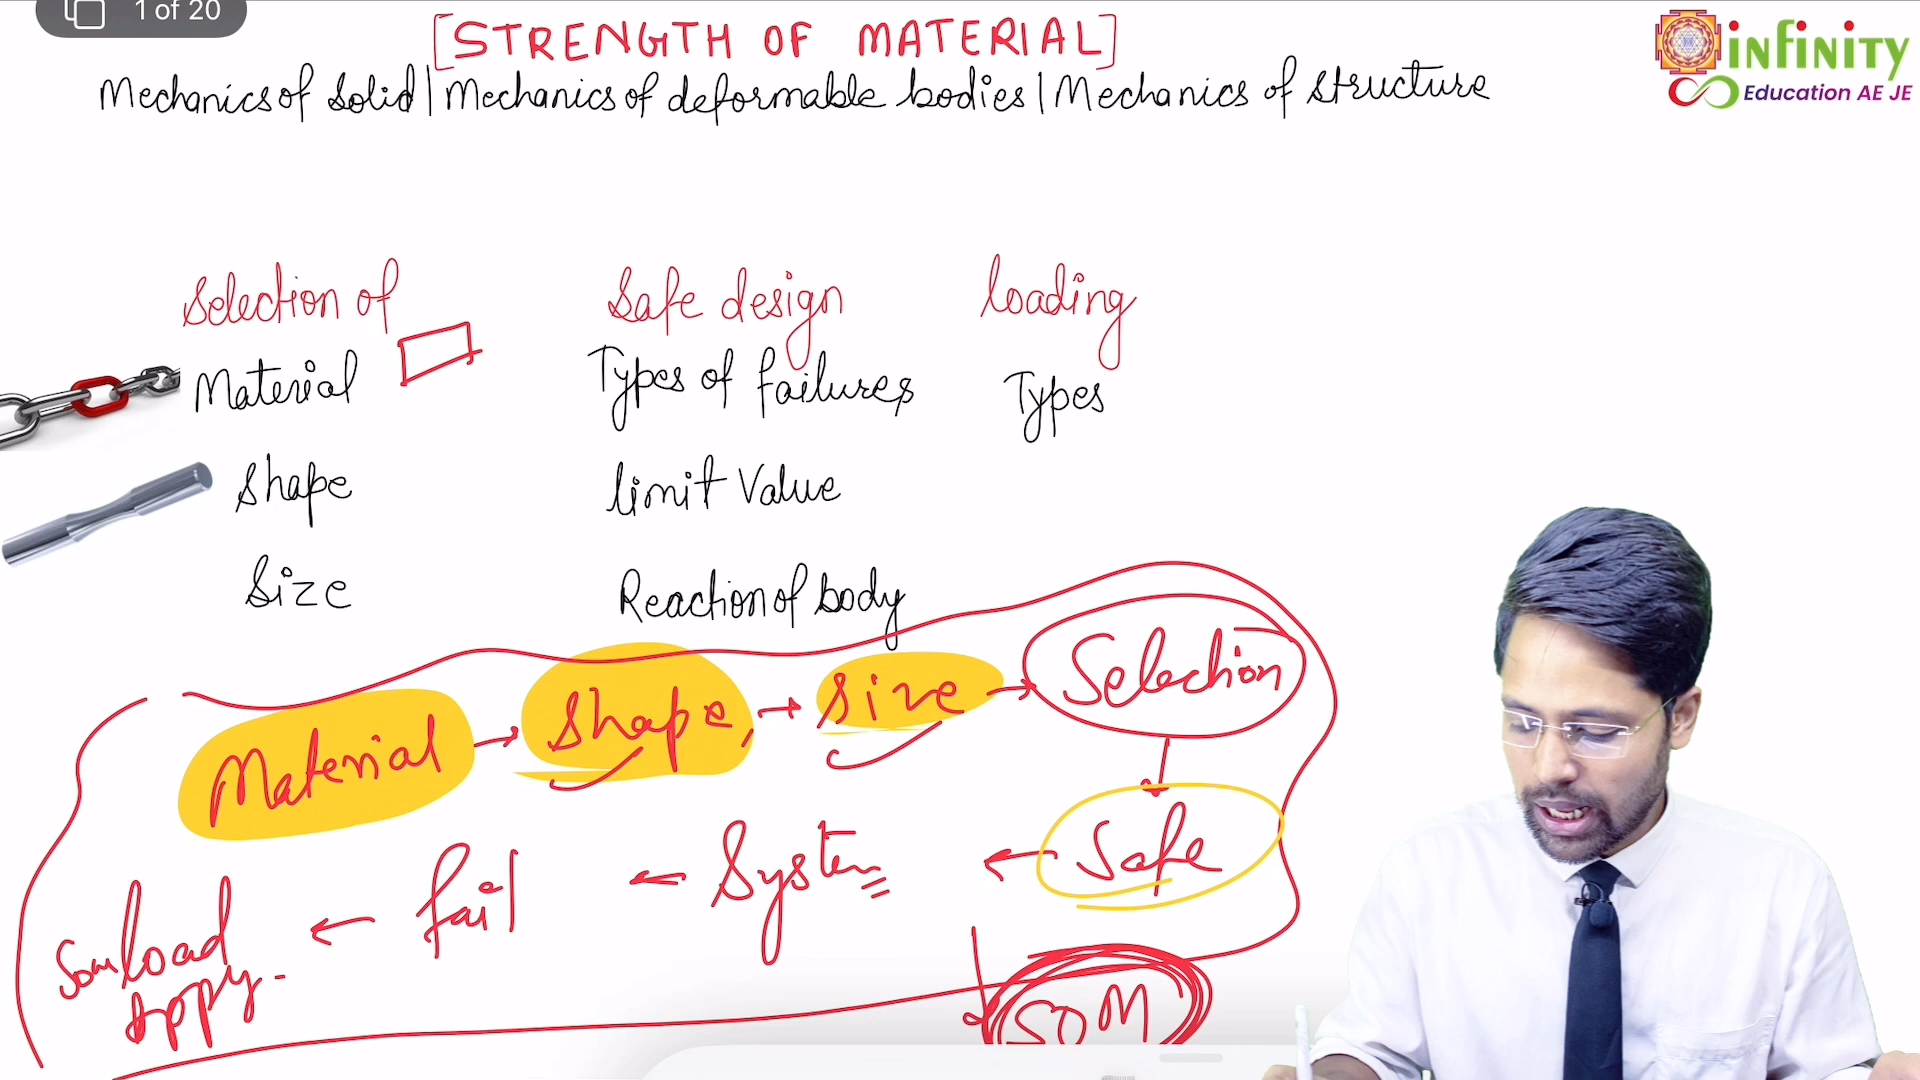 1 of 20
[STRENGTH OF MATERIAL]
Mechanics of Solid | Mechanics of deformable bodies | Mechanics of structure
infinity
Education AE JE
Selection of
Safe design
loading
Material
Types of failures
Types
Shape
limit Value
Size
Reaction of body
Material → Shape, → Size → Selection
load ← fail ← System ← Safe
Apply.
SOM